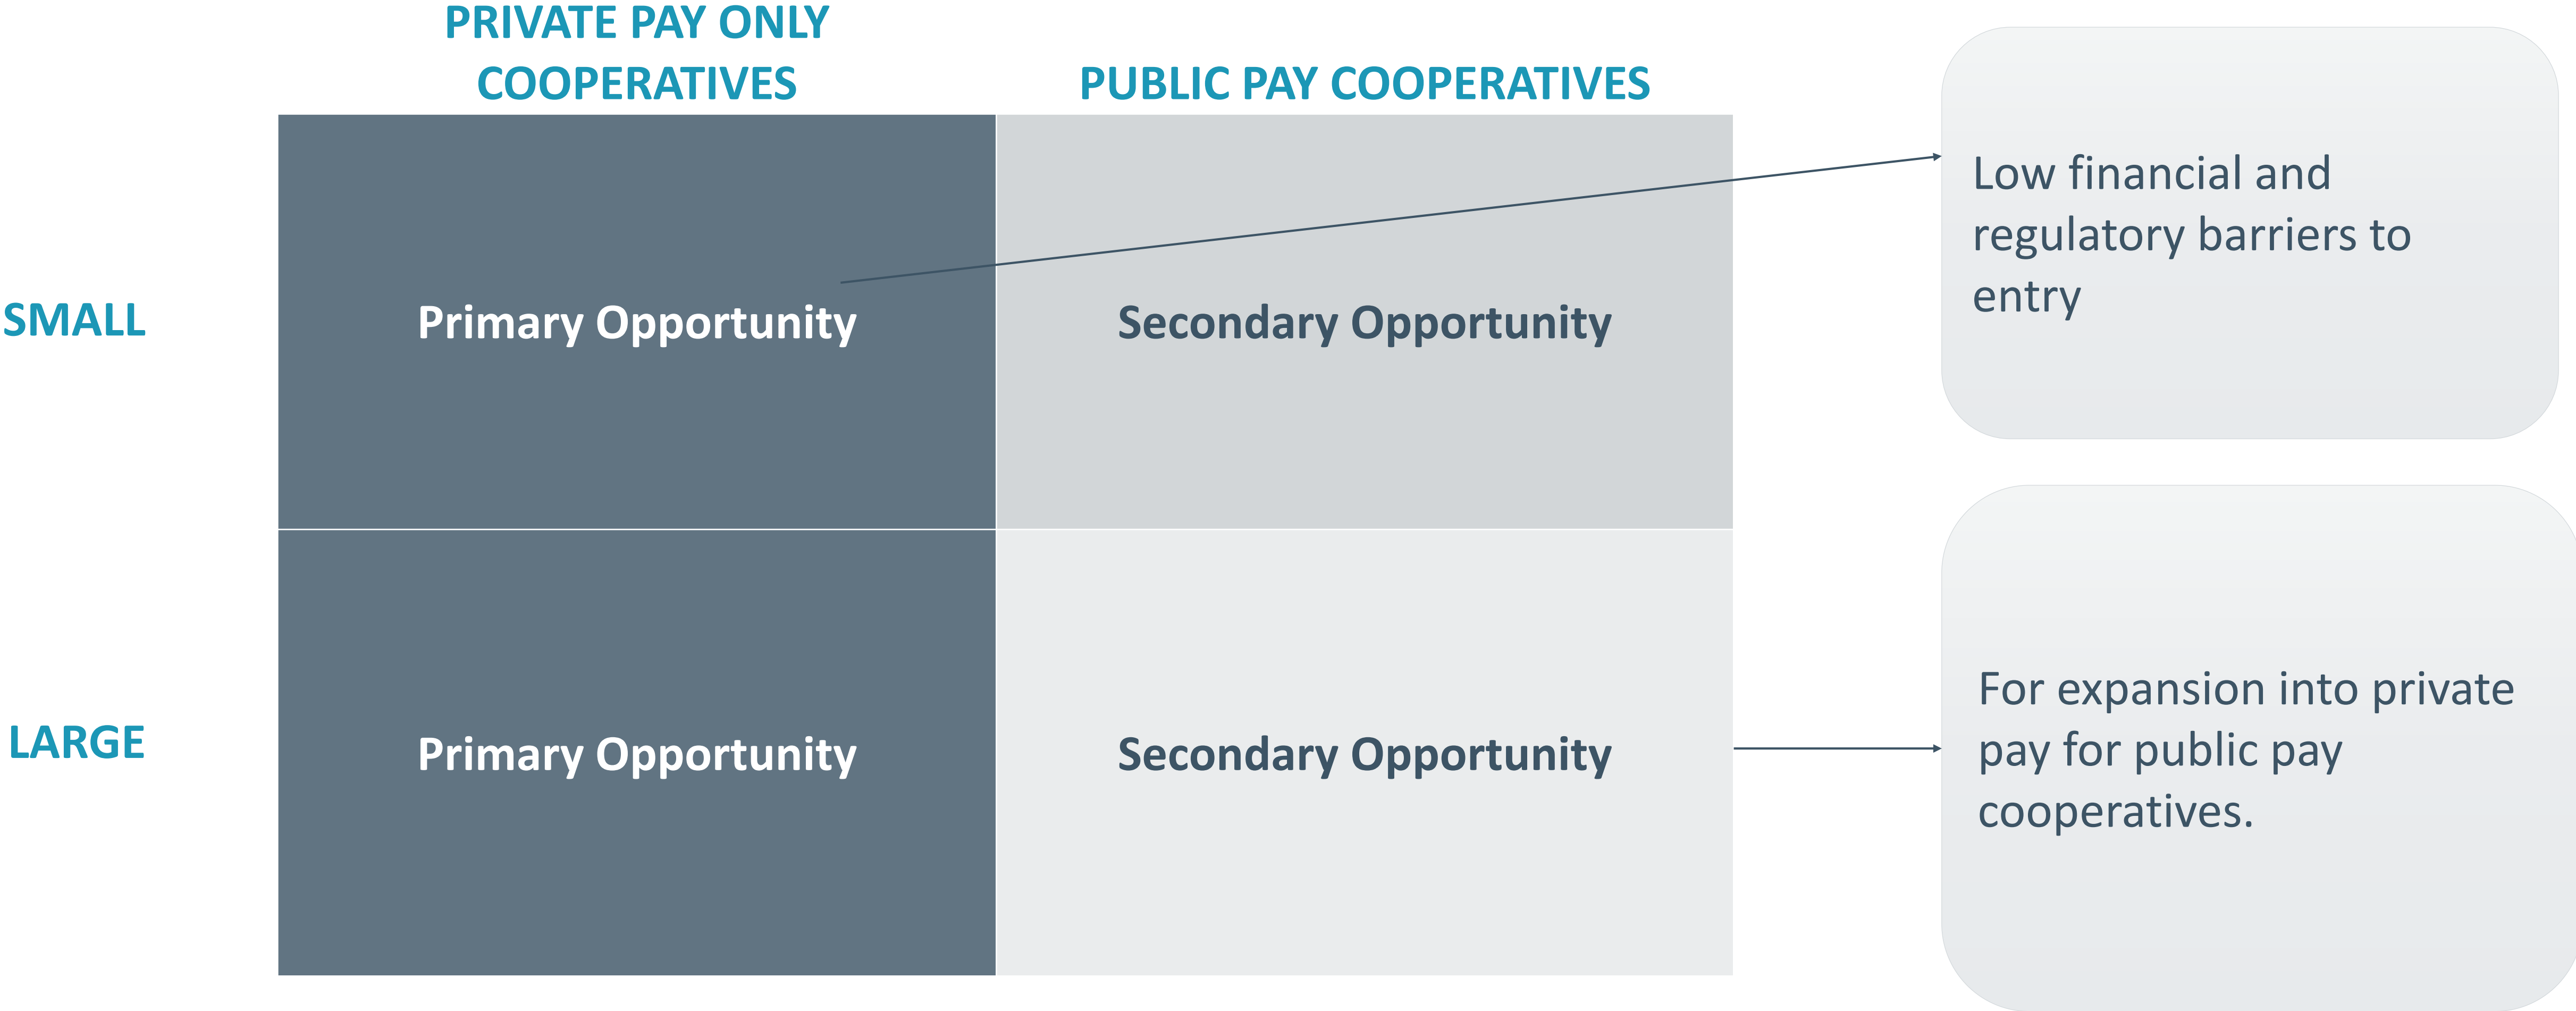 PRIVATE PAY ONLY
COOPERATIVES
PUBLIC PAY COOPERATIVES
SMALL
Primary Opportunity
Secondary Opportunity
Low financial and
regulatory barriers to
entry
LARGE
Primary Opportunity
Secondary Opportunity
For expansion into private
pay for public pay
cooperatives.